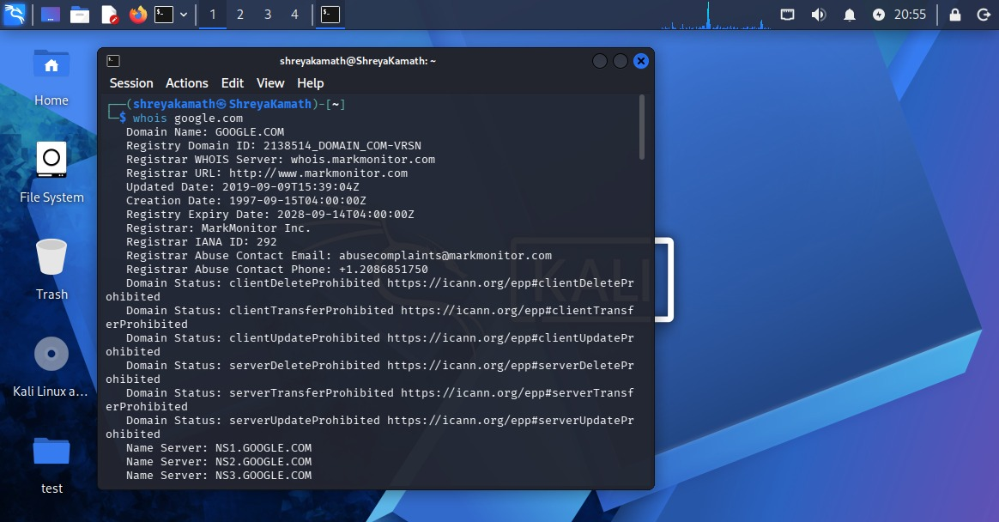 1 2 3 4
20:55
Home
File System
Trash
Kali Linux a...
test
shreyakamath@ShreyaKamath: ~
Session Actions Edit View Help
┌──(shreyakamath㉿ShreyaKamath)-[~]
└─$ whois google.com
Domain Name: GOOGLE.COM
Registry Domain ID: 2138514_DOMAIN_COM-VRSN
Registrar WHOIS Server: whois.markmonitor.com
Registrar URL: http://www.markmonitor.com
Updated Date: 2019-09-09T15:39:04Z
Creation Date: 1997-09-15T04:00:00Z
Registry Expiry Date: 2028-09-14T04:00:00Z
Registrar: MarkMonitor Inc.
Registrar IANA ID: 292
Registrar Abuse Contact Email: abusecomplaints@markmonitor.com
Registrar Abuse Contact Phone: +1.2086851750
Domain Status: clientDeleteProhibited https://icann.org/epp#clientDeletePr
ohibited
Domain Status: clientTransferProhibited https://icann.org/epp#clientTransf
erProhibited
Domain Status: clientUpdateProhibited https://icann.org/epp#clientUpdatePr
ohibited
Domain Status: serverDeleteProhibited https://icann.org/epp#serverDeletePr
ohibited
Domain Status: serverTransferProhibited https://icann.org/epp#serverTransf
erProhibited
Domain Status: serverUpdateProhibited https://icann.org/epp#serverUpdatePr
ohibited
Name Server: NS1.GOOGLE.COM
Name Server: NS2.GOOGLE.COM
Name Server: NS3.GOOGLE.COM
KALI